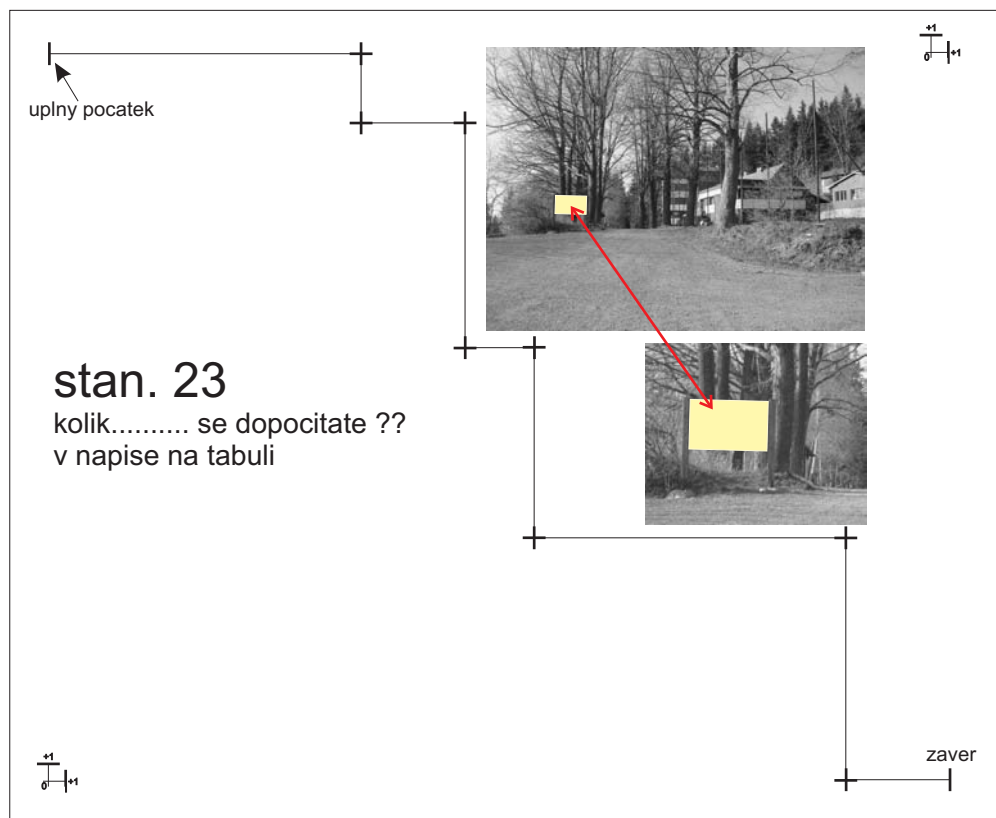 +1
0 +1
uplny pocatek
stan. 23
kolik.......... se dopocitate ??
v napise na tabuli
zaver
+1
0 +1